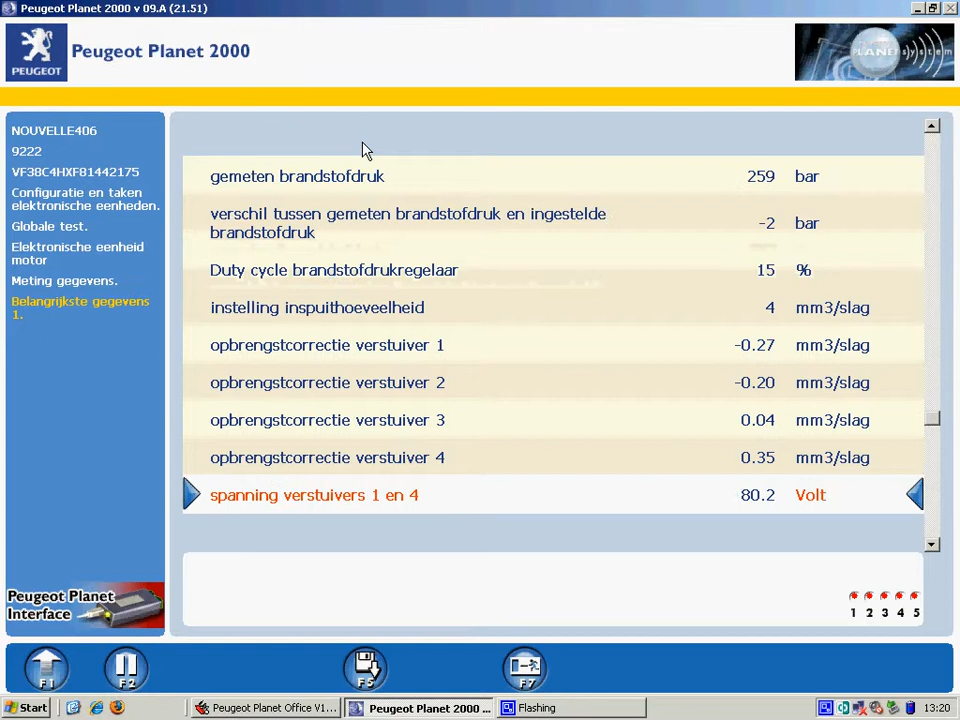 Peugeot Planet 2000 v 09.A (21.51)
PEUGEOT
Peugeot Planet 2000
PLANETsystem
NOUVELLE406
9222
VF38C4HXF81442175
Configuratie en taken
elektronische eenheden.
Globale test.
Elektronische eenheid
motor
Meting gegevens.
Belangrijkste gegevens
1.
gemeten brandstofdruk 259 bar
verschil tussen gemeten brandstofdruk en ingestelde
brandstofdruk -2 bar
Duty cycle brandstofdrukregelaar 15 %
instelling inspuithoeveelheid 4 mm3/slag
opbrengstcorrectie verstuiver 1 -0.27 mm3/slag
opbrengstcorrectie verstuiver 2 -0.20 mm3/slag
opbrengstcorrectie verstuiver 3 0.04 mm3/slag
opbrengstcorrectie verstuiver 4 0.35 mm3/slag
spanning verstuivers 1 en 4 80.2 Volt
Peugeot Planet
Interface
1 2 3 4 5
F1 F2 F5 F7
Start Peugeot Planet Office V1... Peugeot Planet 2000 ... Flashing 13:20